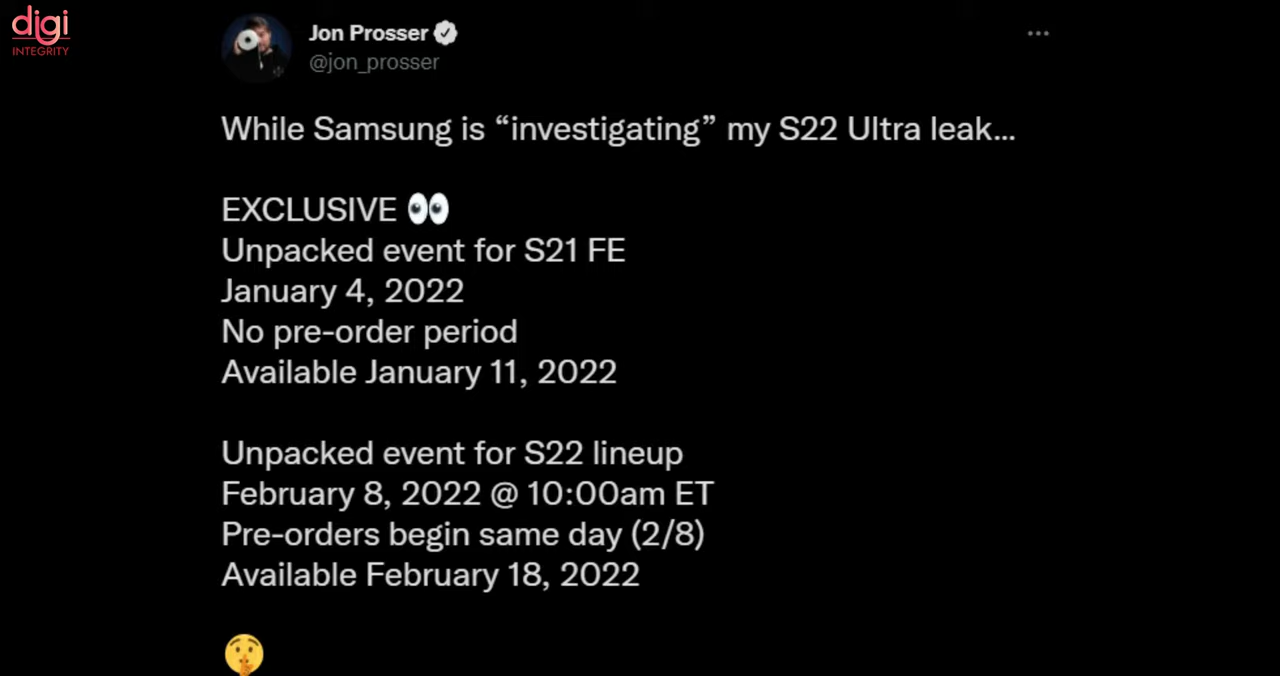 digi
INTEGRITY
Jon Prosser
@jon_prosser
While Samsung is “investigating” my S22 Ultra leak...
EXCLUSIVE 👀
Unpacked event for S21 FE
January 4, 2022
No pre-order period
Available January 11, 2022
Unpacked event for S22 lineup
February 8, 2022 @ 10:00am ET
Pre-orders begin same day (2/8)
Available February 18, 2022
🤫